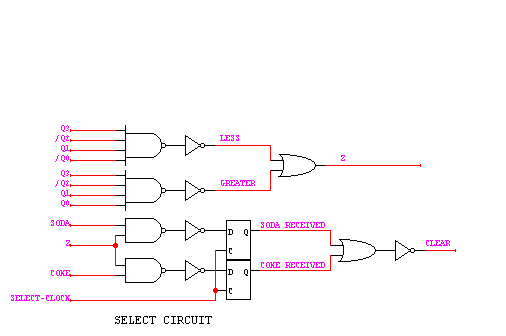 Q3
/Q2
Q1
/Q0
LESS
Z
Q3
/Q2
Q1
Q0
GREATER
SODA
Z
COKE
SELECT-CLOCK
D Q
C
D Q
C
SODA RECEIVED
COKE RECEIVED
CLEAR
SELECT CIRCUIT